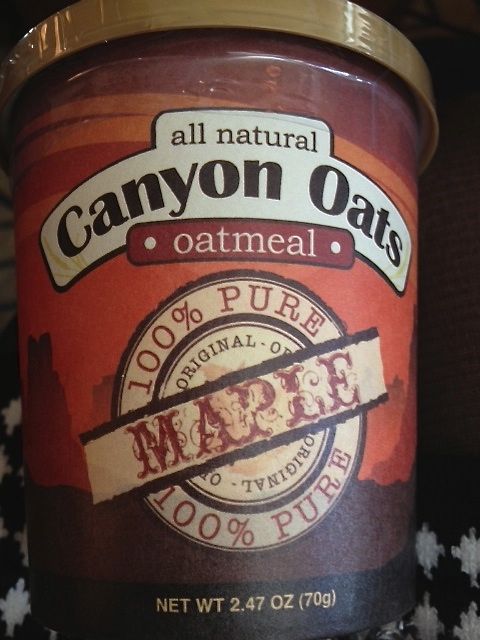 all natural
Canyon Oats
• oatmeal •
100% PURE
ORIGINAL
MAPLE
ORIGINAL
100% PURE
NET WT 2.47 OZ (70g)